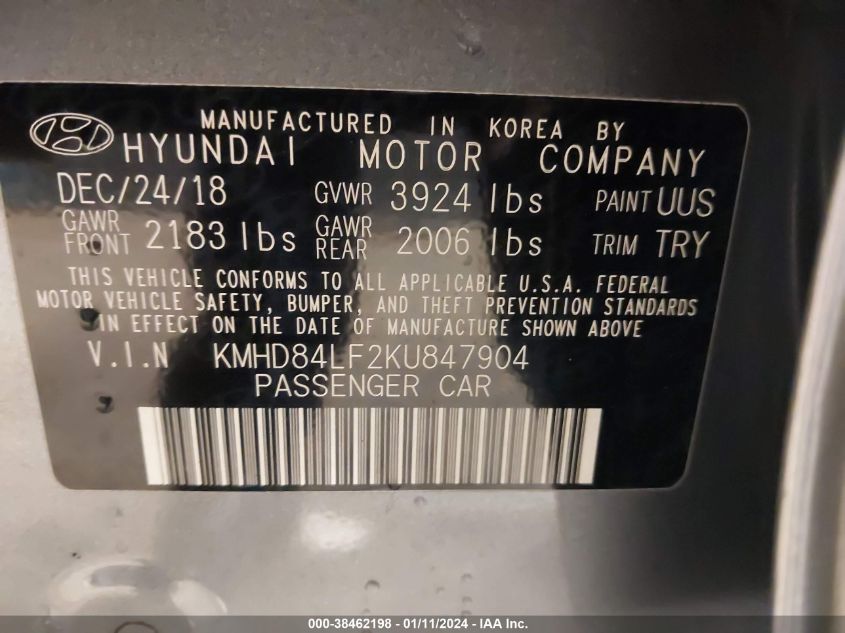 MANUFACTURED IN KOREA BY
HYUNDAI MOTOR COMPANY
DEC/24/18 GVWR 3924 lbs PAINT UUS
GAWR FRONT 2183 lbs GAWR REAR 2006 lbs TRIM TRY
THIS VEHICLE CONFORMS TO ALL APPLICABLE U.S.A. FEDERAL
MOTOR VEHICLE SAFETY, BUMPER, AND THEFT PREVENTION STANDARDS
IN EFFECT ON THE DATE OF MANUFACTURE SHOWN ABOVE
V.I.N KMHD84LF2KU847904
PASSENGER CAR
000-38462198 - 01/11/2024 - IAA Inc.